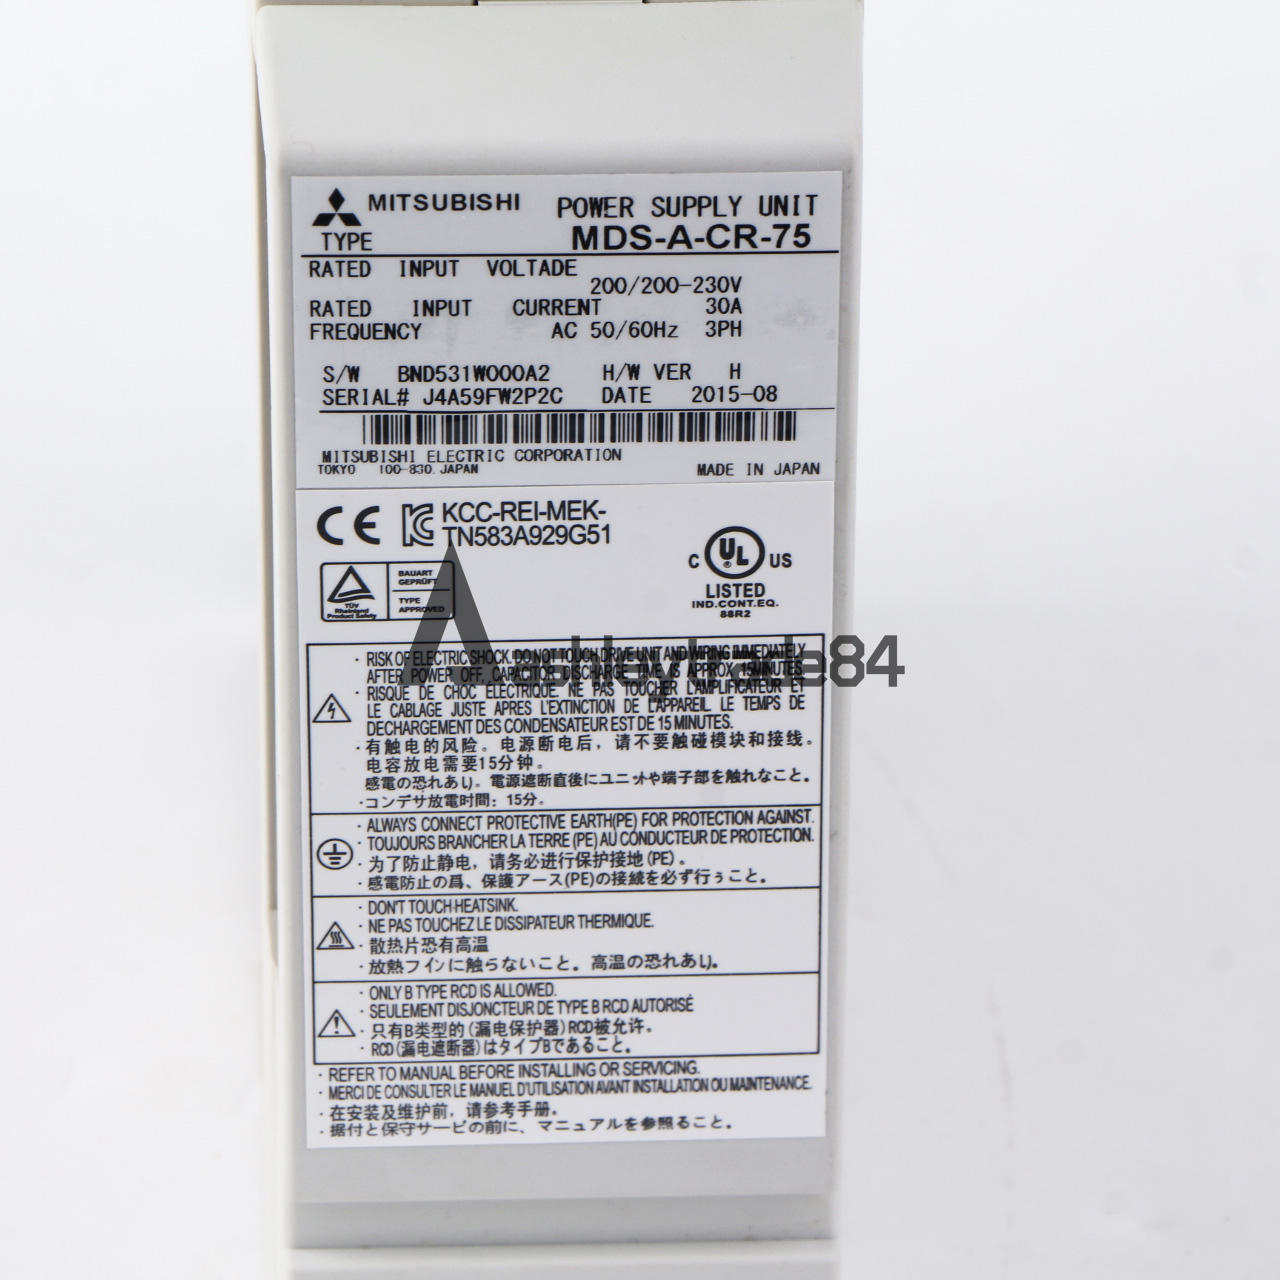 MITSUBISHI POWER SUPPLY UNIT
TYPE MDS-A-CR-75
RATED INPUT VOLTADE
200/200-230V
RATED INPUT CURRENT 30A
FREQUENCY AC 50/60Hz 3PH
S/W BND531W000A2 H/W VER H
SERIAL# J4A59FW2P2C DATE 2015-08
MITSUBISHI ELECTRIC CORPORATION
TOKYO 100-830. JAPAN MADE IN JAPAN
CE KC KCC-REI-MEK-
TN583A929G51
C UL ® US
LISTED
IND.CONT.EQ.
88R2
TÜV
Rheinland
Product Safety
BAUART
GEPRÜFT
TYPE
APPROVED
Ashleytrade84
· RISK OF ELECTRIC SHOCK. DO NOT TOUCH DRIVE UNIT AND WIRING IMMEDIATELY
AFTER POWER OFF, CAPACITOR DISCHARGE TIME IS APPROX 15MINUTES.
· RISQUE DE CHOC ELECTRIQUE. NE PAS TOUCHER L'AMPLIFICATEUR ET
LE CABLAGE JUSTE APRES L'EXTINCTION DE L'APPAREIL. LE TEMPS DE
DECHARGEMENT DES CONDENSATEUR EST DE 15 MINUTES.
· 有触电的风险。电源断电后，请不要触碰模块和接线。
电容放电需要15分钟。
感電の恐れあり。電源遮断直後にユニットや端子部を触れなこと。
· コンデサ放電时間：15分。
· ALWAYS CONNECT PROTECTIVE EARTH(PE) FOR PROTECTION AGAINST.
· TOUJOURS BRANCHER LA TERRE (PE) AU CONDUCTEUR DE PROTECTION.
· 为了防止静电，请务必进行保护接地(PE)。
· 感電防止の爲、保護アース(PE)の接続を必ず行ぅこと。
· DON'T TOUCH-HEATSINK.
· NE PAS TOUCHEZ LE DISSIPATEUR THERMIQUE.
· 散热片恐有高温
· 放熱フインに触らないこと。高温の恐れあり。
· ONLY B TYPE RCD IS ALLOWED.
· SEULEMENT DISJONCTEUR DE TYPE B RCD AUTORISÉ
· 只有B类型的(漏电保护器)RCD被允许。
· RCD(漏电遮断器)はタイプBであること。
· REFER TO MANUAL BEFORE INSTALLING OR SERVICING.
· MERCI DE CONSULTER LE MANUEL D'UTILISATION AVANT INSTALLATION OU MAINTENANCE.
· 在安装及维护前，请参考手册。
· 据付と保守サービの前に、マニュアルを参照ること。